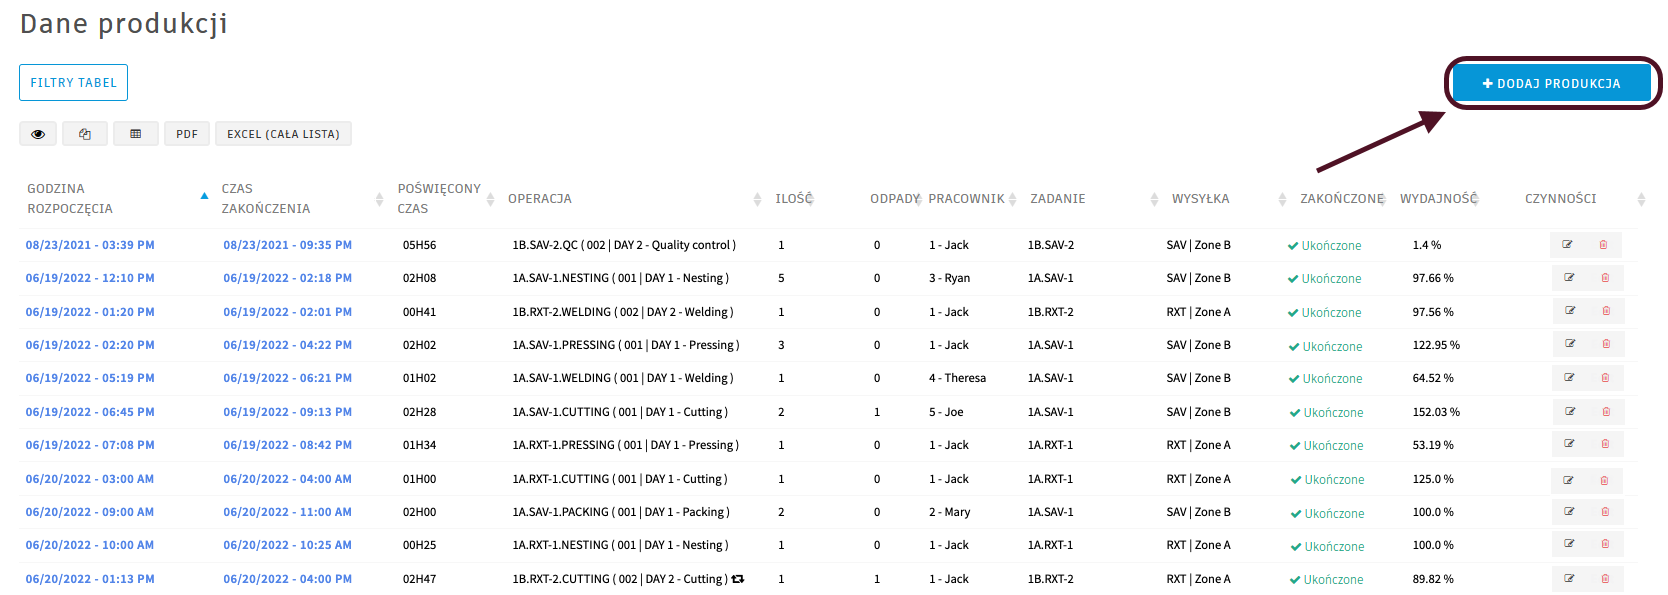 Dane produkcji
FILTRY TABEL
DODAJ PRODUKCJA
PDF EXCEL (CAŁA LISTA)
GODZINA ROZPOCZĘCIA CZAS ZAKOŃCZENIA POŚWIĘCONY CZAS OPERACJA ILOŚĆ ODPADY PRACOWNIK ZADANIE WYSYŁKA ZAKOŃCZONE WYDAJNOŚĆ CZYNNOŚCI
08/23/2021 - 03:39 PM 08/23/2021 - 09:35 PM 05H56 1B.SAV-2.QC ( 002 | DAY 2 - Quality control ) 1 0 1 - Jack 1B.SAV-2 SAV | Zone B Ukończone 1.4 %
06/19/2022 - 12:10 PM 06/19/2022 - 02:18 PM 02H08 1A.SAV-1.NESTING ( 001 | DAY 1 - Nesting ) 5 0 3 - Ryan 1A.SAV-1 SAV | Zone B Ukończone 97.66 %
06/19/2022 - 01:20 PM 06/19/2022 - 02:01 PM 00H41 1B.RXT-2.WELDING ( 002 | DAY 2 - Welding ) 1 0 1 - Jack 1B.RXT-2 RXT | Zone A Ukończone 97.56 %
06/19/2022 - 02:20 PM 06/19/2022 - 04:22 PM 02H02 1A.SAV-1.PRESSING ( 001 | DAY 1 - Pressing ) 3 0 1 - Jack 1A.SAV-1 SAV | Zone B Ukończone 122.95 %
06/19/2022 - 05:19 PM 06/19/2022 - 06:21 PM 01H02 1A.SAV-1.WELDING ( 001 | DAY 1 - Welding ) 1 0 4 - Theresa 1A.SAV-1 SAV | Zone B Ukończone 64.52 %
06/19/2022 - 06:45 PM 06/19/2022 - 09:13 PM 02H28 1A.SAV-1.CUTTING ( 001 | DAY 1 - Cutting ) 2 1 5 - Joe 1A.SAV-1 SAV | Zone B Ukończone 152.03 %
06/19/2022 - 07:08 PM 06/19/2022 - 08:42 PM 01H34 1A.RXT-1.PRESSING ( 001 | DAY 1 - Pressing ) 1 0 1 - Jack 1A.RXT-1 RXT | Zone A Ukończone 53.19 %
06/20/2022 - 03:00 AM 06/20/2022 - 04:00 AM 01H00 1A.RXT-1.CUTTING ( 001 | DAY 1 - Cutting ) 1 0 1 - Jack 1A.RXT-1 RXT | Zone A Ukończone 125.0 %
06/20/2022 - 09:00 AM 06/20/2022 - 11:00 AM 02H00 1A.SAV-1.PACKING ( 001 | DAY 1 - Packing ) 2 0 2 - Mary 1A.SAV-1 SAV | Zone B Ukończone 100.0 %
06/20/2022 - 10:00 AM 06/20/2022 - 10:25 AM 00H25 1A.RXT-1.NESTING ( 001 | DAY 1 - Nesting ) 1 0 1 - Jack 1A.RXT-1 RXT | Zone A Ukończone 100.0 %
06/20/2022 - 01:13 PM 06/20/2022 - 04:00 PM 02H47 1B.RXT-2.CUTTING ( 002 | DAY 2 - Cutting ) 1 1 1 - Jack 1B.RXT-2 RXT | Zone A Ukończone 89.82 %